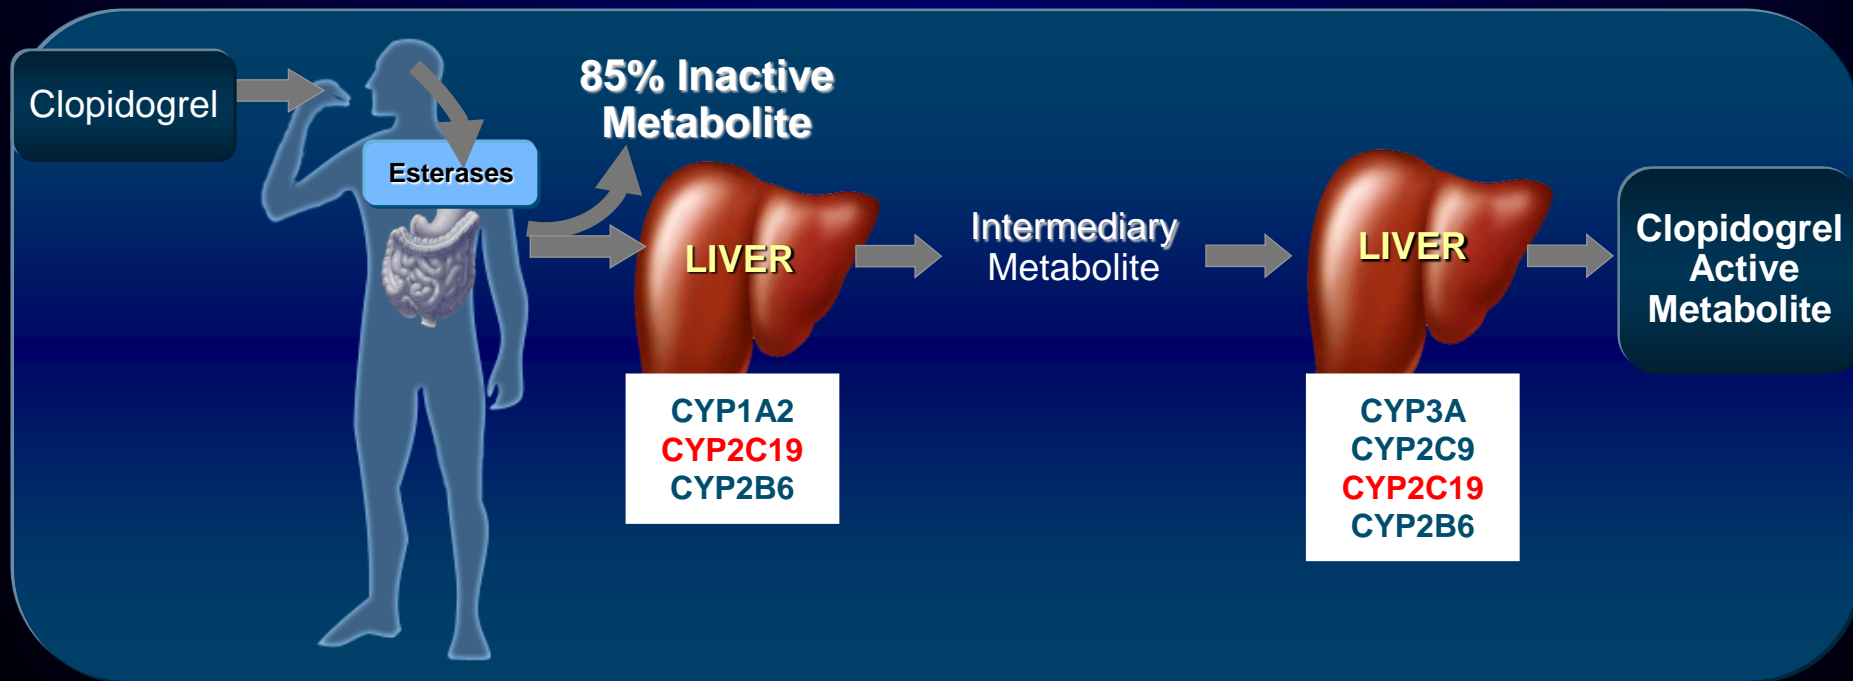 Clopidogrel
Esterases
85% Inactive
Metabolite
LIVER
CYP1A2
CYP2C19
CYP2B6
Intermediary
Metabolite
LIVER
CYP3A
CYP2C9
CYP2C19
CYP2B6
Clopidogrel
Active
Metabolite